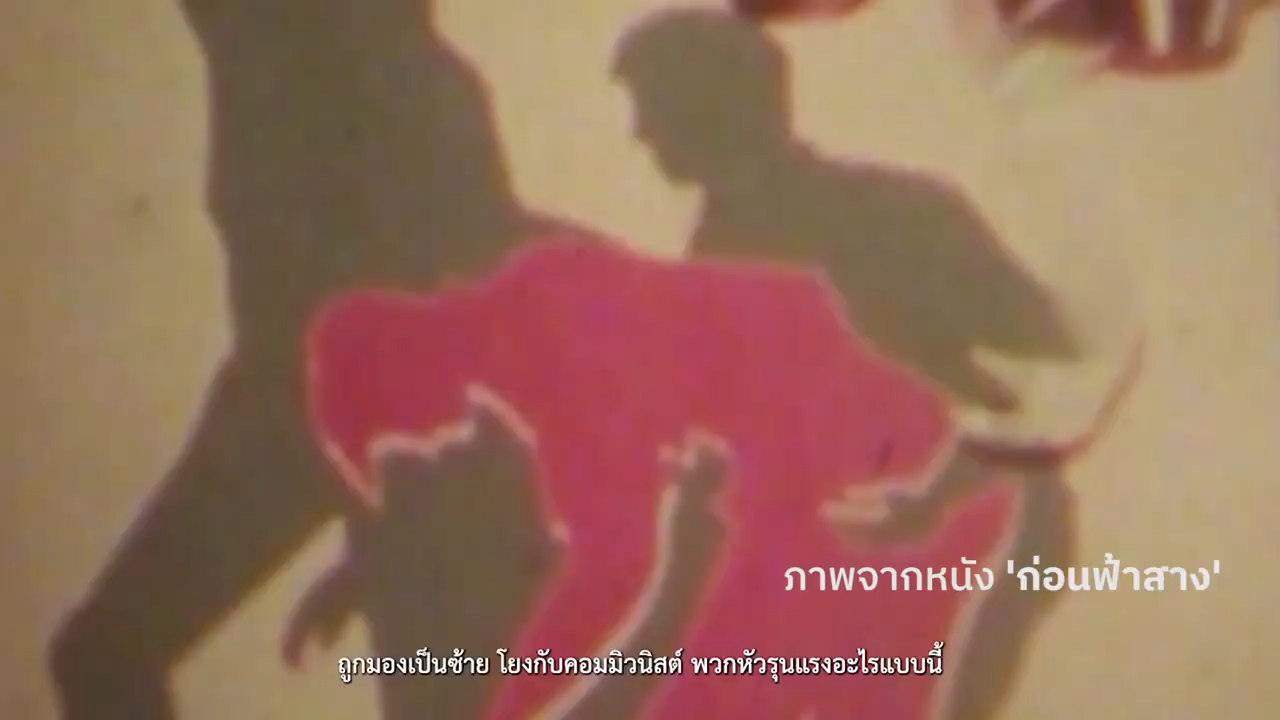 ภาพจากหนัง 'ก่อนฟ้าสาง'
ถูกมองเป็นซ้าย โยงกับคอมมิวนิสต์ พวกหัวรุนแรงอะไรแบบนี้